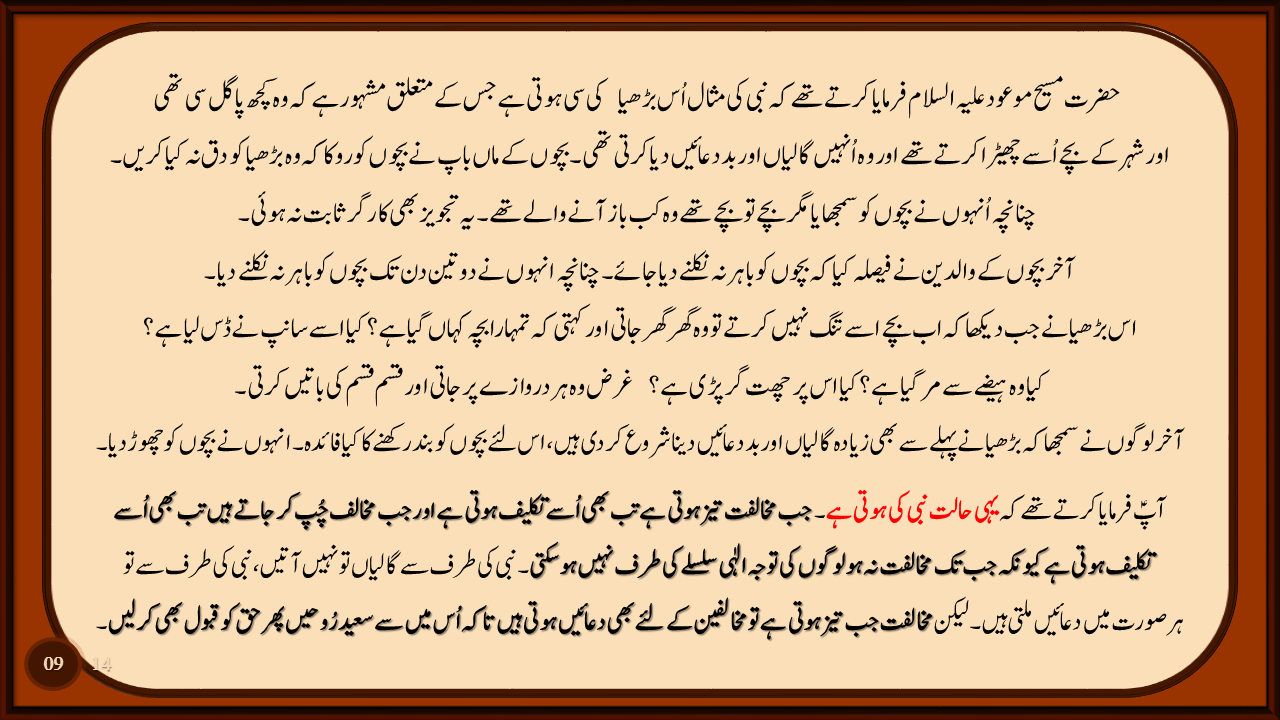 حضرت مسیح موعود علیہ السلام فرمایا کرتے تھے کہ نبی کی مثال اُس بڑھیا کی سی ہوتی ہے جس کے متعلق مشہور ہے کہ وہ کچھ پاگل سی تھی
اور شہر کے بچے اُسے چھیڑا کرتے تھے اور وہ اُنہیں گالیاں اور بد دعائیں دیا کرتی تھی۔ بچوں کے ماں باپ نے بچوں کو روکا کہ وہ بڑھیا کو دق نہ کیا کریں۔
چنانچہ اُنہوں نے بچوں کو سمجھایا مگر بچے تو بچے تھے وہ کب باز آنے والے تھے۔ یہ تجویز بھی کارگر ثابت نہ ہوئی۔
آخر بچوں کے والدین نے فیصلہ کیا کہ بچوں کو باہر نہ نکلنے دیا جائے۔ چنانچہ انہوں نے دو تین دن تک بچوں کو باہر نہ نکلنے دیا۔
اس بڑھیا نے جب دیکھا کہ اب بچے اسے تنگ نہیں کرتے تو وہ گھر گھر جاتی اور کہتی کہ تمہارا بچہ کہاں گیا ہے؟ کیا اسے سانپ نے ڈس لیا ہے؟
کیا وہ ہیضے سے مر گیا ہے؟ کیا اس پر چھت گر پڑی ہے؟ غرض وہ ہر دروازے پر جاتی اور قسم قسم کی باتیں کرتی۔
آخر لوگوں نے سمجھا کہ بڑھیا نے پہلے سے بھی زیادہ گالیاں اور بد دعائیں دینا شروع کر دی ہیں، اس لئے بچوں کو بند رکھنے کا کیا فائدہ۔ انہوں نے بچوں کو چھوڑ دیا۔
آپؑ فرمایا کرتے تھے کہ یہی حالت نبی کی ہوتی ہے۔ جب مخالفت تیز ہوتی ہے تب بھی اُسے تکلیف ہوتی ہے اور جب مخالف چُپ کر جاتے ہیں تب بھی اُسے
تکلیف ہوتی ہے کیونکہ جب تک مخالفت نہ ہو لوگوں کی توجہ الٰہی سلسلے کی طرف نہیں ہو سکتی۔ نبی کی طرف سے گالیاں تو نہیں آتیں، نبی کی طرف سے تو
ہر صورت میں دعائیں ملتی ہیں۔ لیکن مخالفت جب تیز ہوتی ہے تو مخالفین کے لئے بھی دعائیں ہوتی ہیں تاکہ اُس میں سے سعید رُوحیں پھر حق کو قبول بھی کر لیں۔
09 14